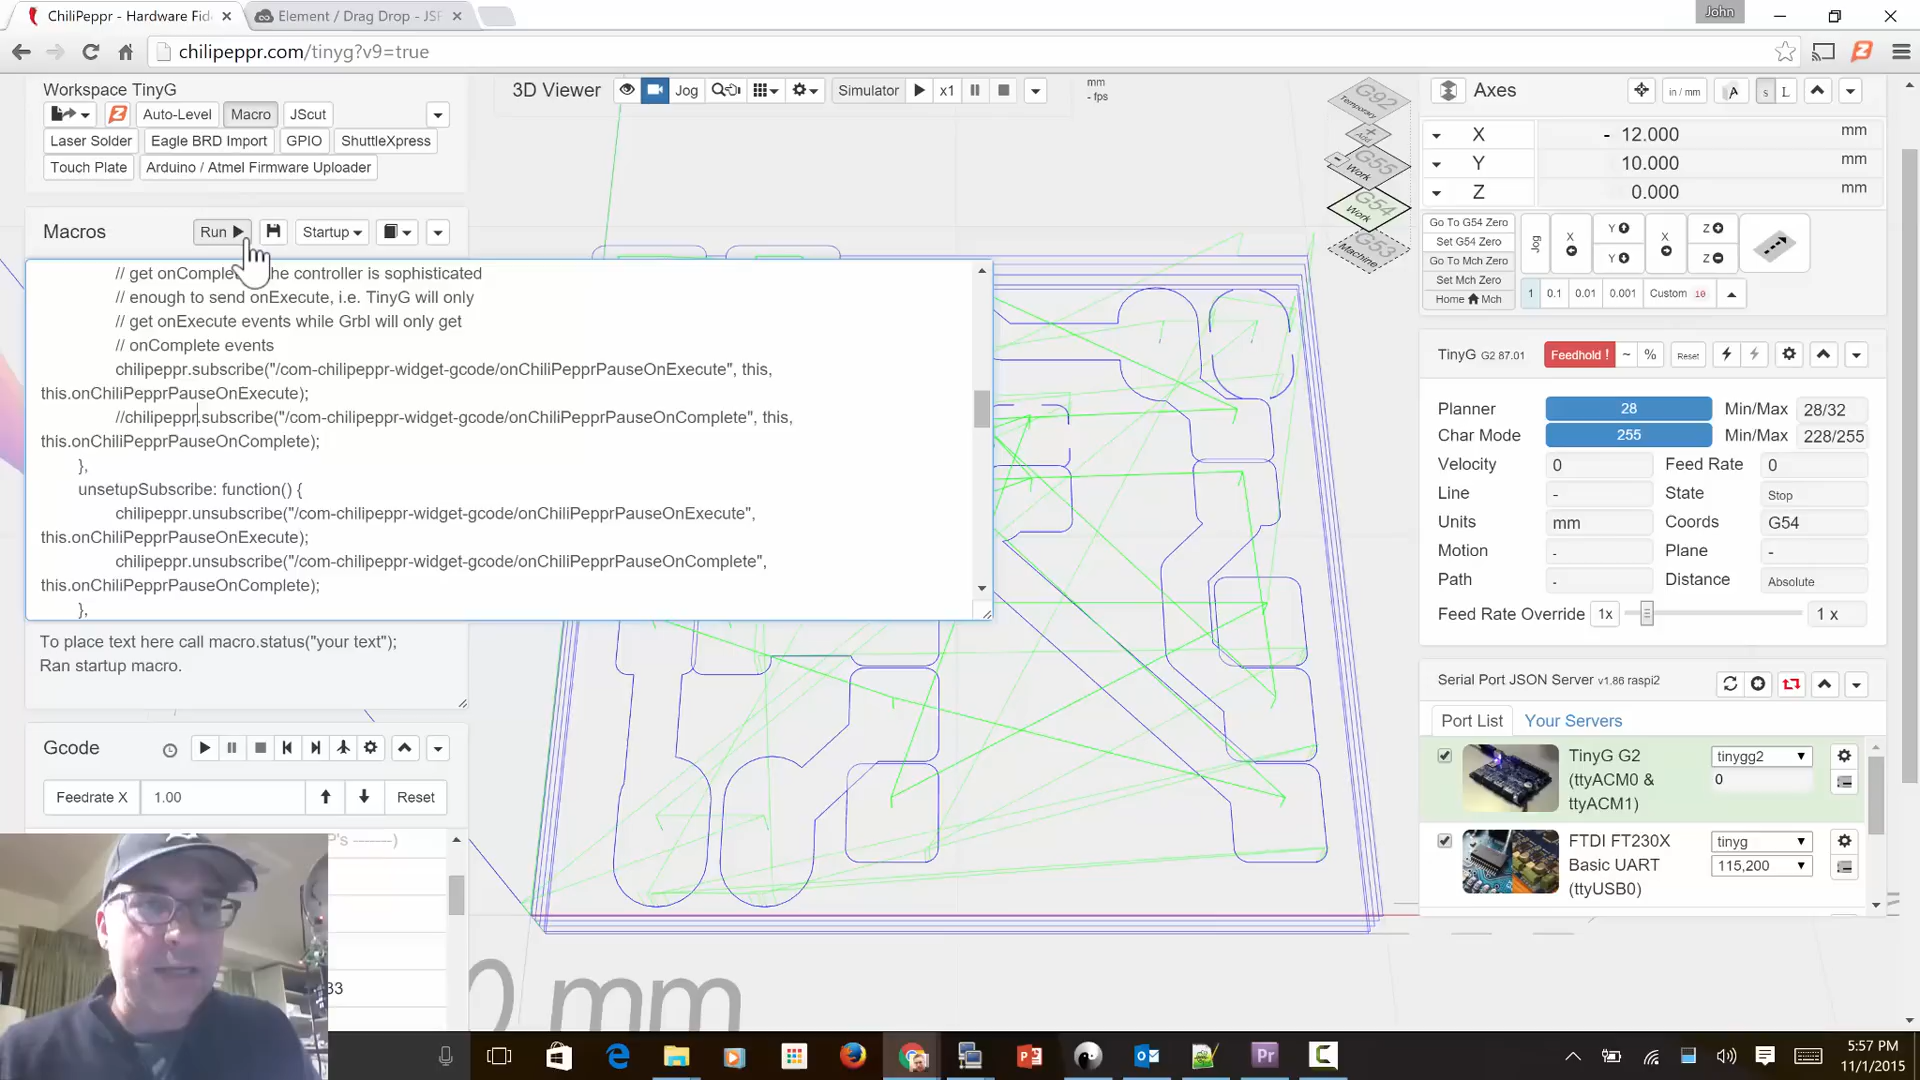 ChiliPeppr - Hardware Fid
Element / Drag Drop - JSF
John
chilipeppr.com/tinyg?v9=true
Workspace TinyG
Auto-Level
Macro
JScut
Laser Solder
Eagle BRD Import
GPIO
ShuttleXpress
Touch Plate
Arduino / Atmel Firmware Uploader
Macros
Run
Startup
// get onComple he controller is sophisticated
// enough to send onExecute, i.e. TinyG will only
// get onExecute events while Grbl will only get
// onComplete events
chilipeppr.subscribe("/com-chilipeppr-widget-gcode/onChiliPepprPauseOnExecute", this,
this.onChiliPepprPauseOnExecute);
//chilipeppr.subscribe("/com-chilipeppr-widget-gcode/onChiliPepprPauseOnComplete", this,
this.onChiliPepprPauseOnComplete);
},
unsetupSubscribe: function() {
chilipeppr.unsubscribe("/com-chilipeppr-widget-gcode/onChiliPepprPauseOnExecute",
this.onChiliPepprPauseOnExecute);
chilipeppr.unsubscribe("/com-chilipeppr-widget-gcode/onChiliPepprPauseOnComplete",
this.onChiliPepprPauseOnComplete);
},
To place text here call macro.status("your text");
Ran startup macro.
Gcode
Feedrate X
1.00
Reset
P's --------)
33
3D Viewer
Jog
Simulator
x1
mm
- fps
G92
Temporary
Add
G55
Work
G54
Work
G53
Machine
0 mm
Axes
in / mm
A
s
L
X
- 12.000
mm
Y
10.000
mm
Z
0.000
mm
Go To G54 Zero
Set G54 Zero
Go To Mch Zero
Set Mch Zero
Home Mch
Jog
X
Y
Y
X
Z
Z
1
0.1
0.01
0.001
Custom 10
TinyG G2 87.01
Feedhold !
~
%
Reset
Planner
28
Min/Max
28/32
Char Mode
255
Min/Max
228/255
Velocity
0
Feed Rate
0
Line
-
State
Stop
Units
mm
Coords
G54
Motion
-
Plane
-
Path
-
Distance
Absolute
Feed Rate Override
1x
1 x
Serial Port JSON Server v1.86 raspi2
Port List
Your Servers
TinyG G2
(ttyACM0 &
ttyACM1)
tinygg2
0
FTDI FT230X
Basic UART
(ttyUSB0)
tinyg
115,200
5:57 PM
11/1/2015